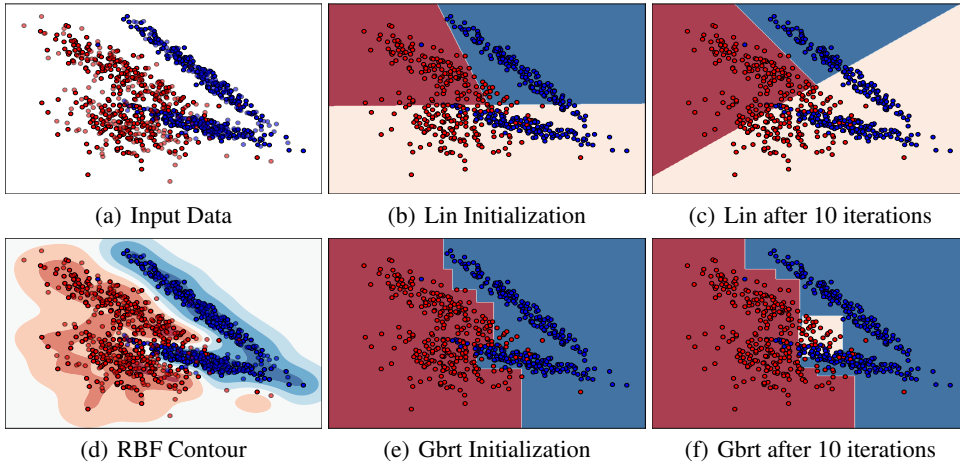 (a) Input Data
(b) Lin Initialization
(c) Lin after 10 iterations
(d) RBF Contour
(e) Gbrt Initialization
(f) Gbrt after 10 iterations